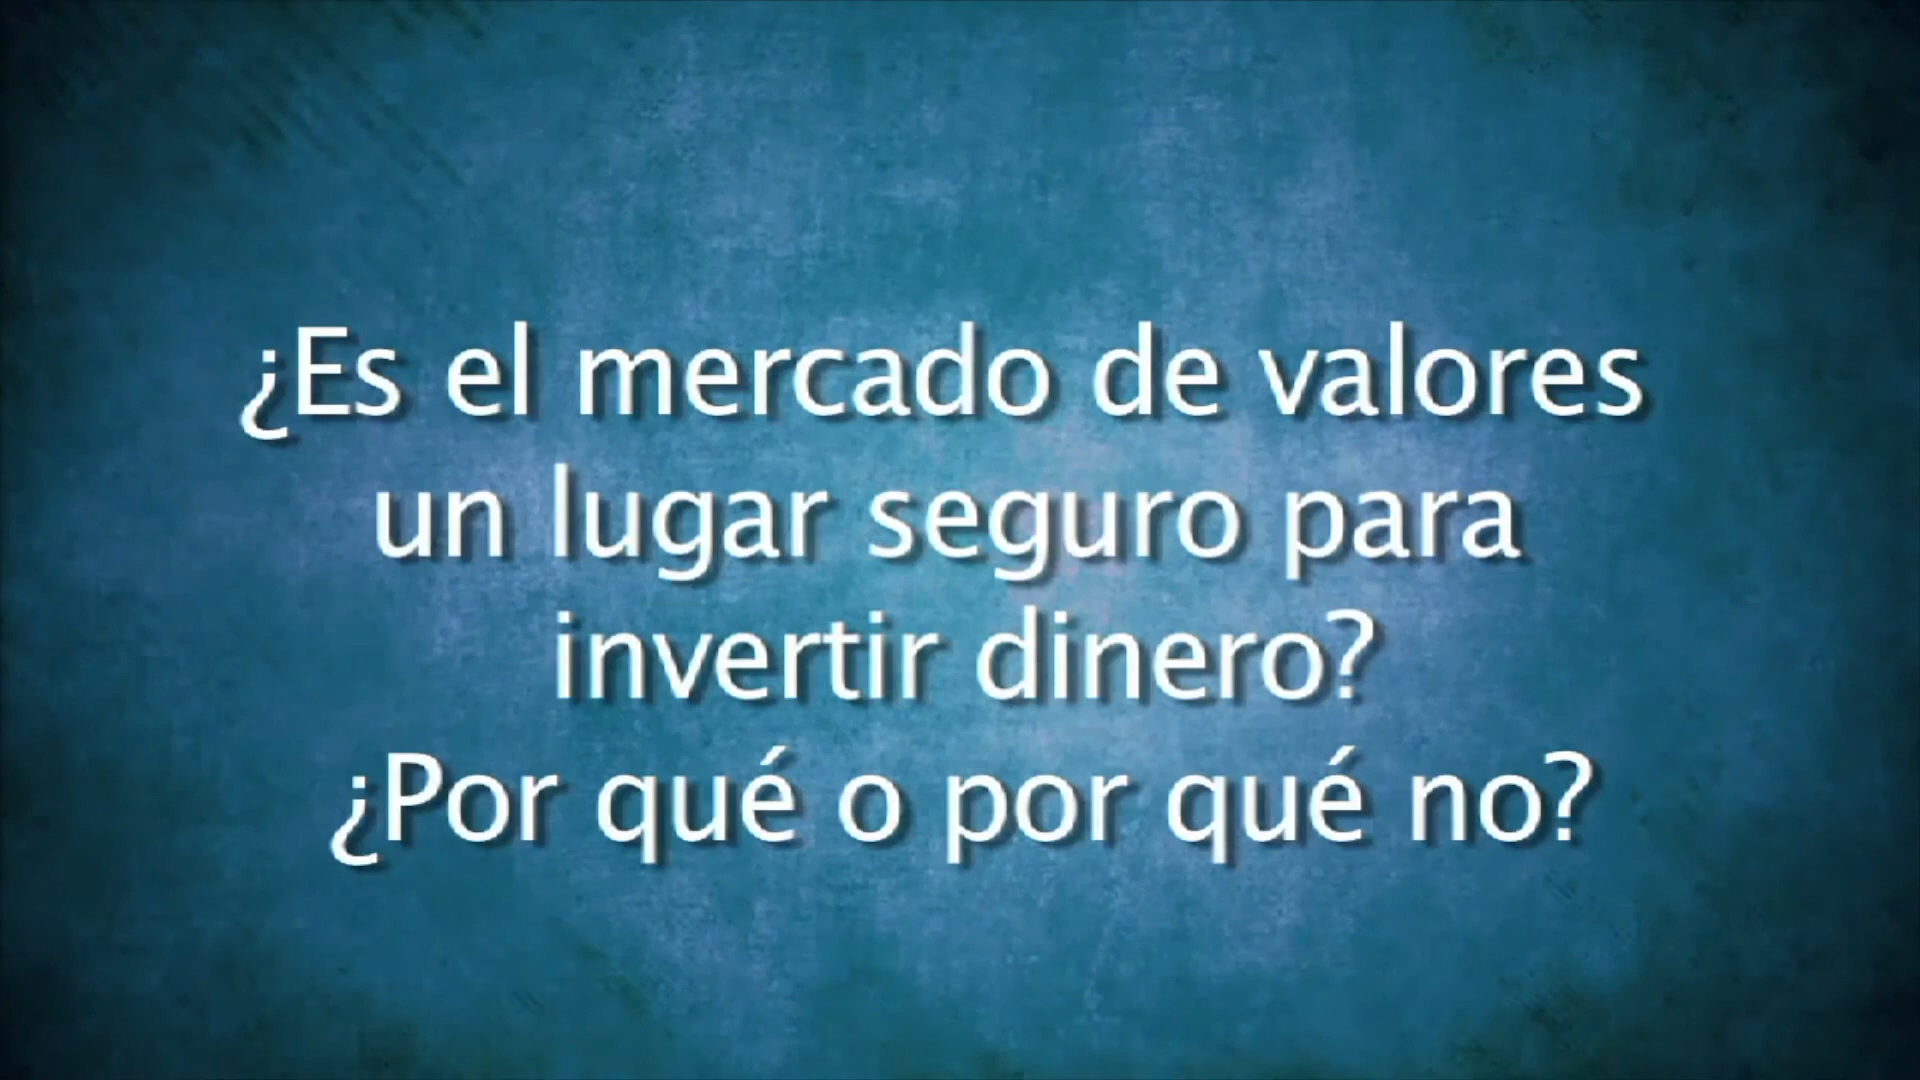 ¿Es el mercado de valores
un lugar seguro para
invertir dinero?
¿Por qué o por qué no?